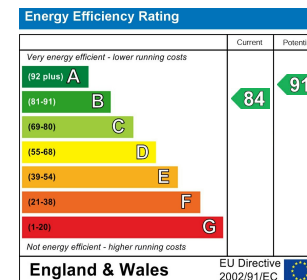 Energy Efficiency Rating
Current Potenti
Very energy efficient - lower running costs
(92 plus) A
(81-91) B
(69-80) C
(55-68) D
(39-54) E
(21-38) F
(1-20) G
84
91
Not energy efficient - higher running costs
England & Wales
EU Directive
2002/91/EC